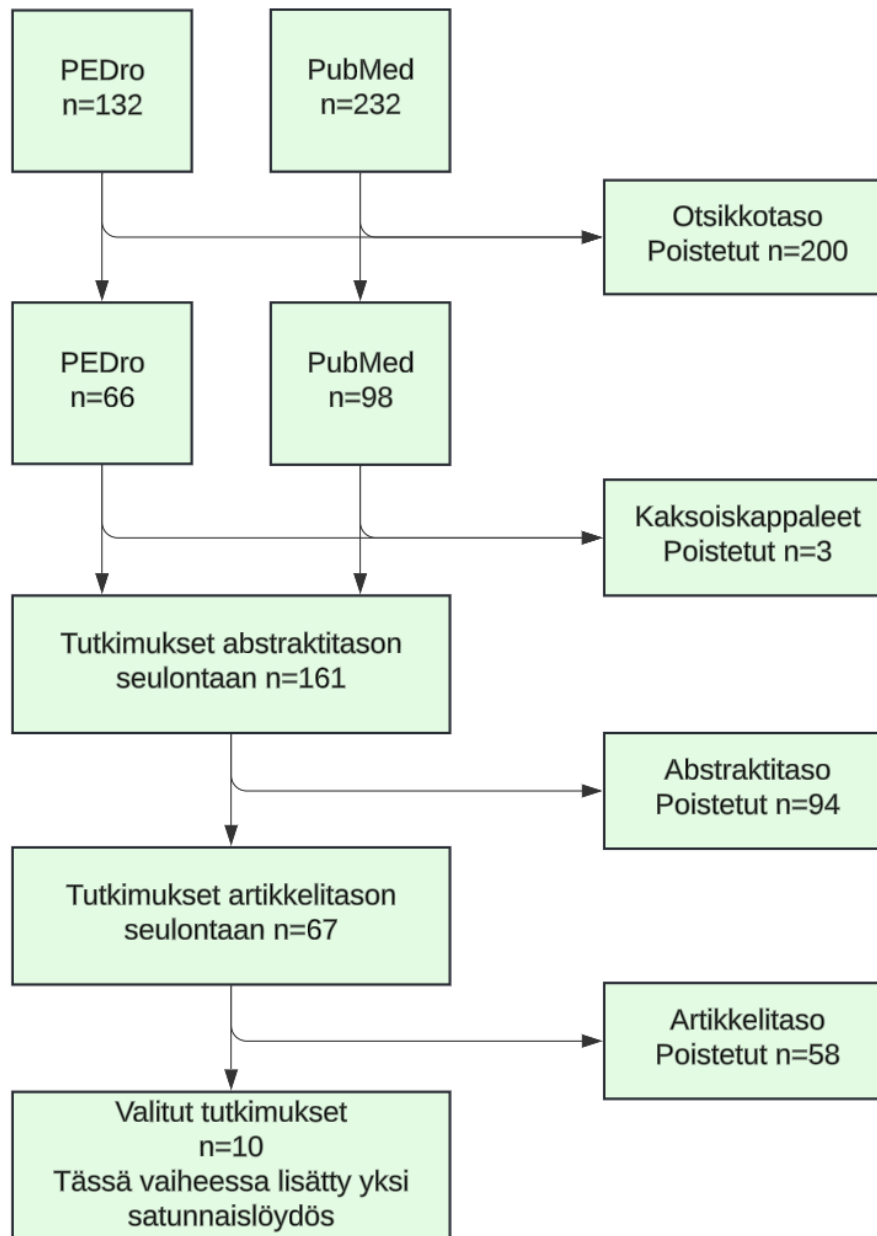 PEDro
n=132
PubMed
n=232
Otsikkotaso
Poistetut n=200
PEDro
n=66
PubMed
n=98
Kaksoiskappaleet
Poistetut n=3
Tutkimukset abstraktitason
seulontaan n=161
Abstraktitaso
Poistetut n=94
Tutkimukset artikkelitason
seulontaan n=67
Artikkelitaso
Poistetut n=58
Valitut tutkimukset
n=10
Tässä vaiheessa lisätty yksi
satunnaislöydös